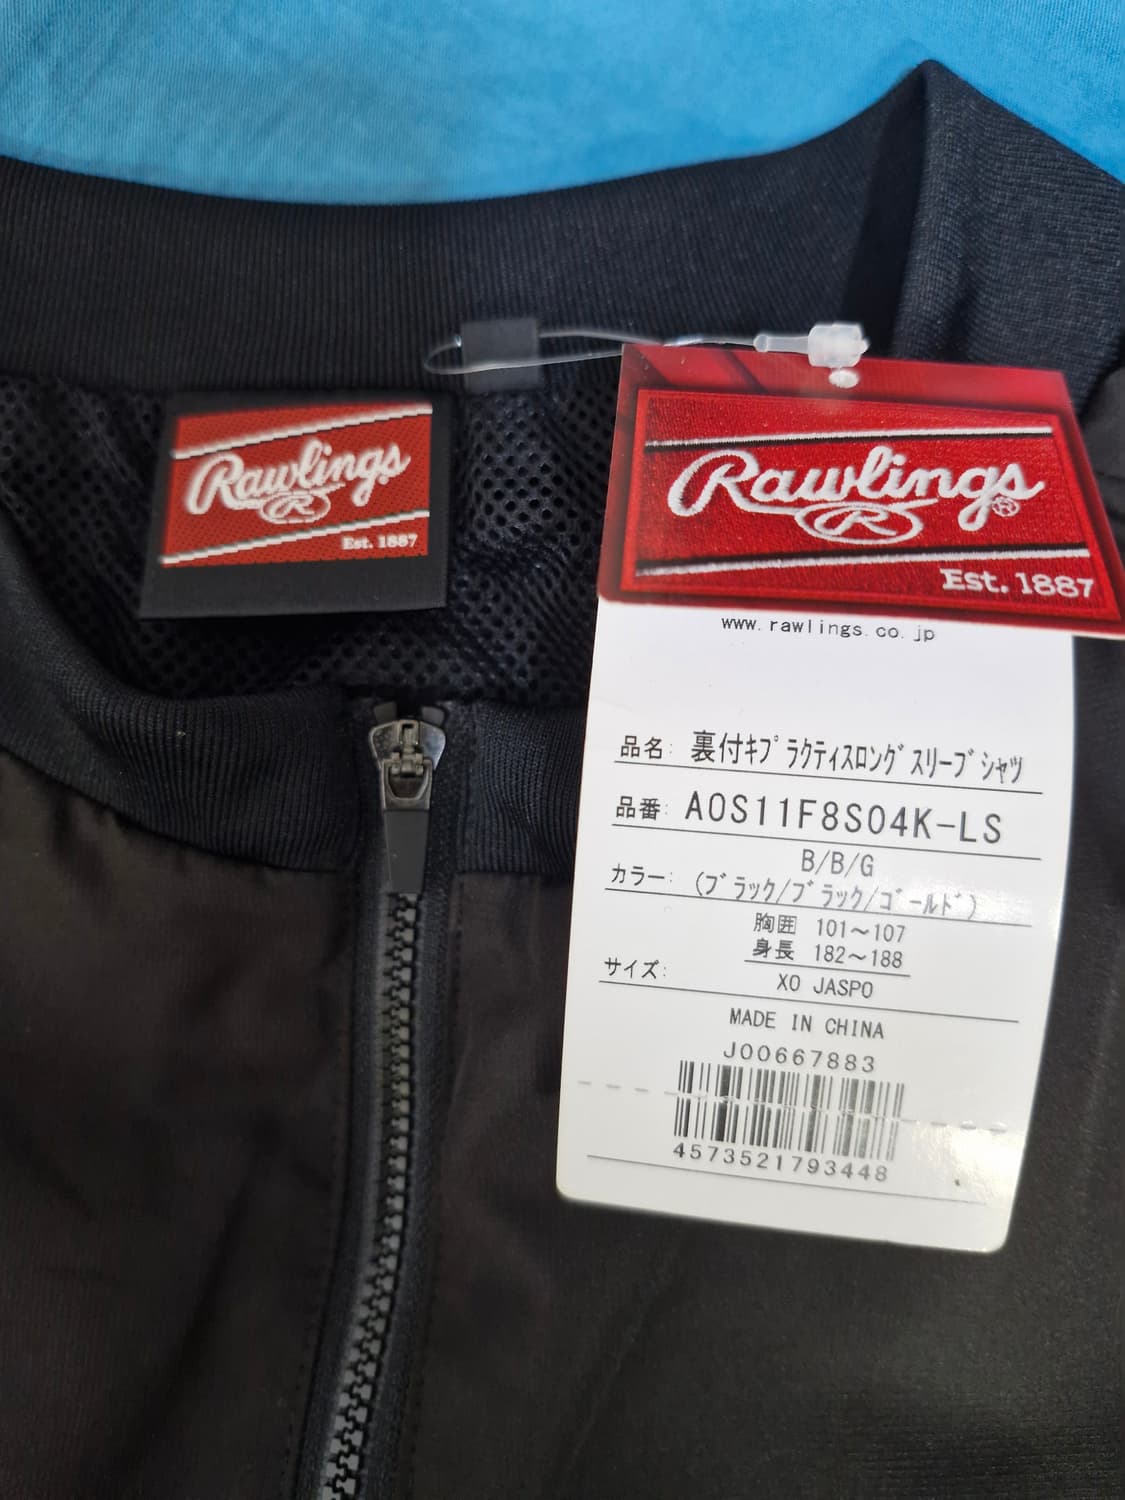 Rawlings
R
Est. 1887
Rawlings®
R
Est. 1887
www.rawlings.co.jp
品名: 裏付キプラクティスロングスリーブシャツ
品番: AOS11F8S04K-LS
B/B/G
カラー: (ブラック/ブラック/ゴールド)
胸囲 101～107
身長 182～188
サイズ:
XO JASPO
MADE IN CHINA
J00667883
4573521793448